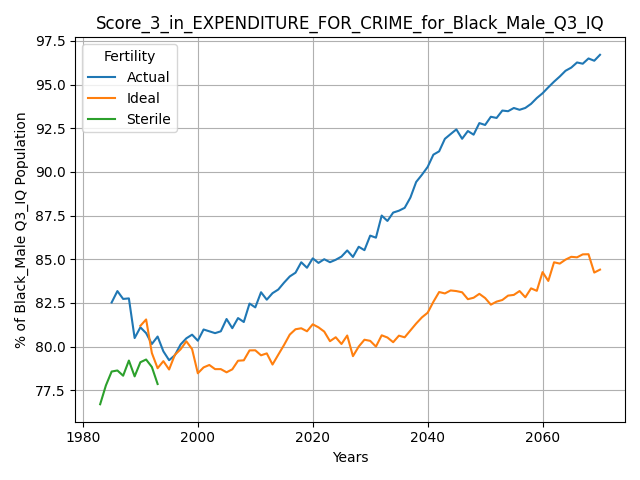 Score_3_in_EXPENDITURE_FOR_CRIME_for_Black_Male_Q3_IQ
% of Black_Male Q3_IQ Population
97.5
95.0
92.5
90.0
87.5
85.0
82.5
80.0
77.5
Fertility
Actual
Ideal
Sterile
1980
2000
2020
2040
2060
Years